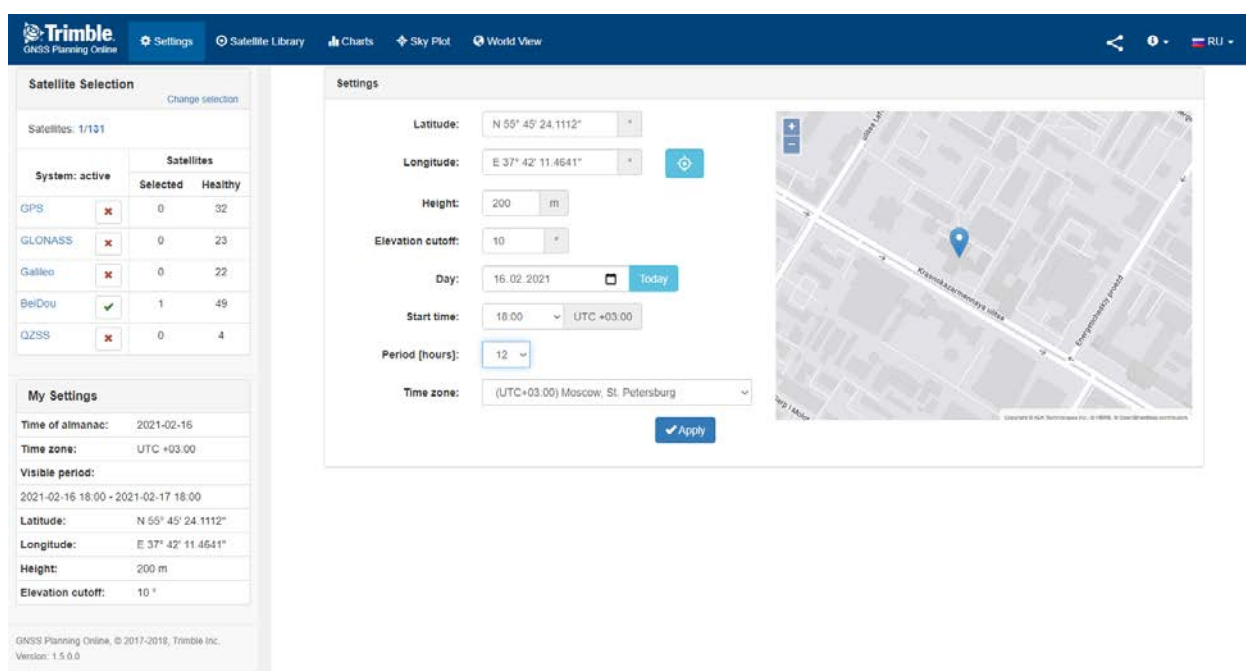 Trimble.
GNSS Planning Online
Settings
Satellite Library
Charts
Sky Plot
World View
RU
Satellite Selection
Change selection
Satellites: 1/131
System: active
Satellites
Selected Healthy
GPS 0 32
GLONASS 0 23
Galileo 0 22
BeiDou 1 49
QZSS 0 4
My Settings
Time of almanac: 2021-02-16
Time zone: UTC +03:00
Visible period:
2021-02-16 18:00 - 2021-02-17 18:00
Latitude: N 55° 45' 24.1112"
Longitude: E 37° 42' 11.4641"
Height: 200 m
Elevation cutoff: 10 °
GNSS Planning Online, © 2017-2018, Trimble Inc.
Version: 1.5.0.0
Settings
Latitude: N 55° 45' 24.1112" °
Longitude: E 37° 42' 11.4641" °
Height: 200 m
Elevation cutoff: 10 °
Day: 16.02.2021 Today
Start time: 18:00 UTC +03:00
Period [hours]: 12
Time zone: (UTC+03:00) Moscow, St. Petersburg
Apply
+
-
Krasnokazarmennaya ulitsa
Energeticheskiy proezd